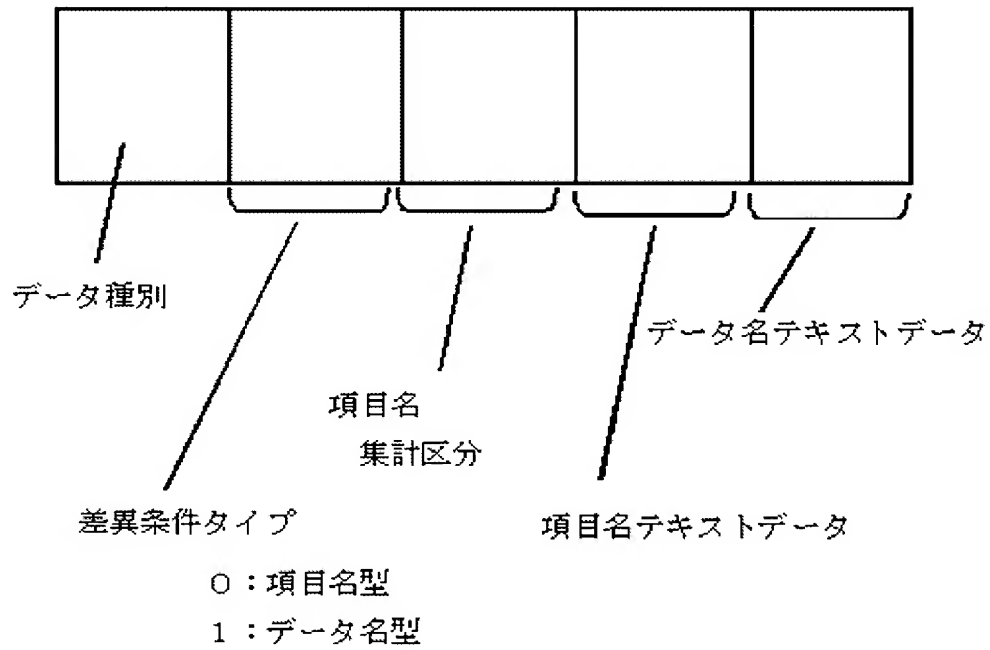 データ種別
データ名テキストデータ
項目名
集計区分
差異条件タイプ
項目名テキストデータ
0：項目名型
1：データ名型